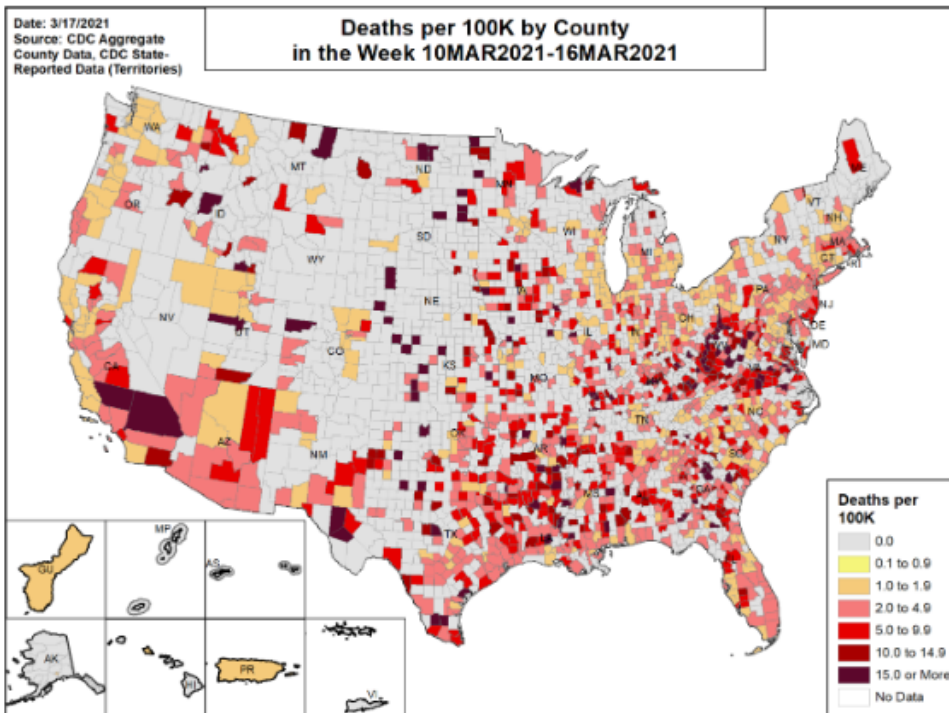 Date: 3/17/2021
Source: CDC Aggregate
County Data, CDC State-
Reported Data (Territories)
Deaths per 100K by County
in the Week 10MAR2021-16MAR2021
WA
MT
ND
MN
ME
OR
ID
SD
WI
VT
NH
NY
MA
CT
RI
WY
MI
NV
UT
NE
IA
PA
NJ
OH
IL
IN
DE
MD
CO
CA
KS
MO
WV
VA
KY
NC
TN
AZ
NM
OK
AR
SC
MS
AL
GA
TX
LA
GU
MP
AS
AK
HI
PR
VI
Deaths per
100K
0.0
0.1 to 0.9
1.0 to 1.9
2.0 to 4.9
5.0 to 9.9
10.0 to 14.9
15.0 or More
No Data